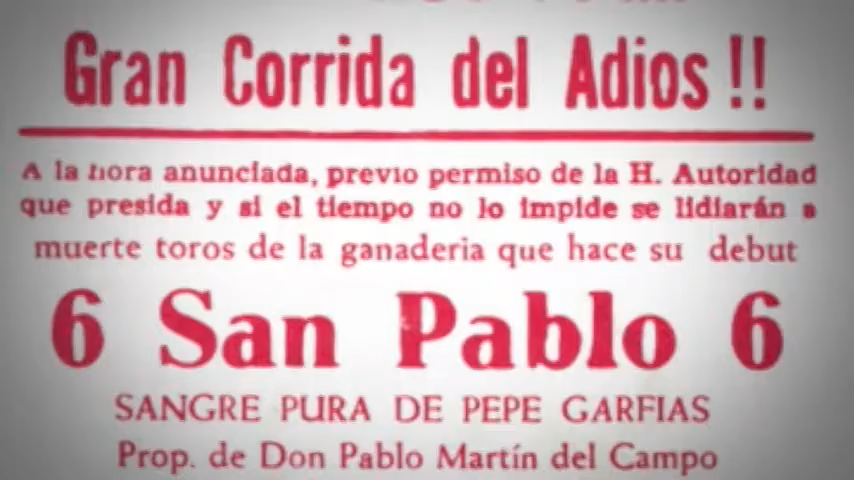 Gran Corrida del Adios !!
A la hora anunciada, previo permiso de la H. Autoridad
que presida y si el tiempo no lo impide se lidiarán a
muerte toros de la ganaderia que hace su debut
6 San Pablo 6
SANGRE PURA DE PEPE GARFIAS
Prop. de Don Pablo Martín del Campo